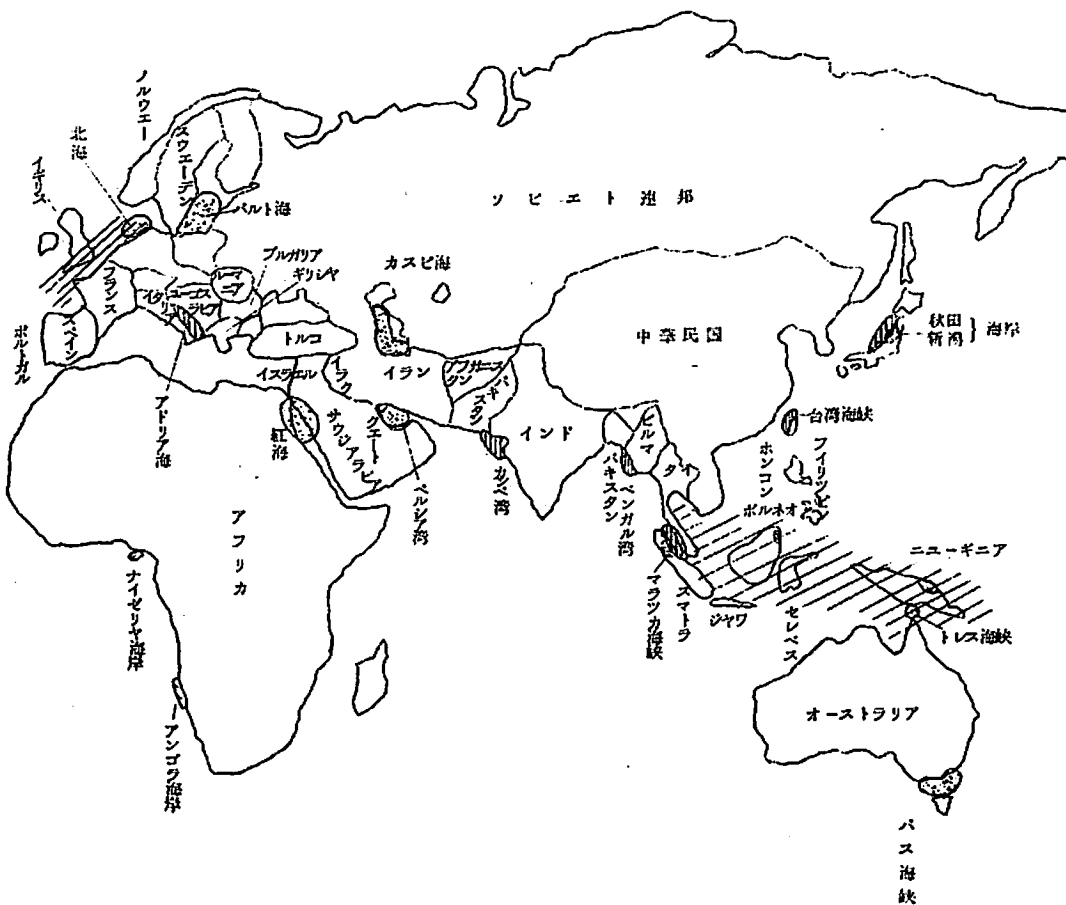 ノルウェー
スウェーデン
北海
イギリス
バルト海
ソビエト連邦
ブルガリア
ギリシヤ
カスピ海
ルーマニア
ユーゴスラビア
イタリ
フランス
スペイン
ポルトガル
トルコ
イラン
アフガニスタン
パキスタン
中華民国
秋田
新潟
海岸
イスラエル
イラク
アドリア海
紅海
サウジアラビア
クエート
ペルシア湾
インド
カンベ湾
ビルマ
タイ
パキスタン
ベンガル湾
台湾海峡
ホンコン
フイリッピン
ボルネオ
ニューギニア
アフリカ
ナイゼリヤ海岸
アンゴラ海岸
マラッカ海峡
スマトラ
ジャワ
セレベス
トレス海峡
オーストラリア
バス海峡